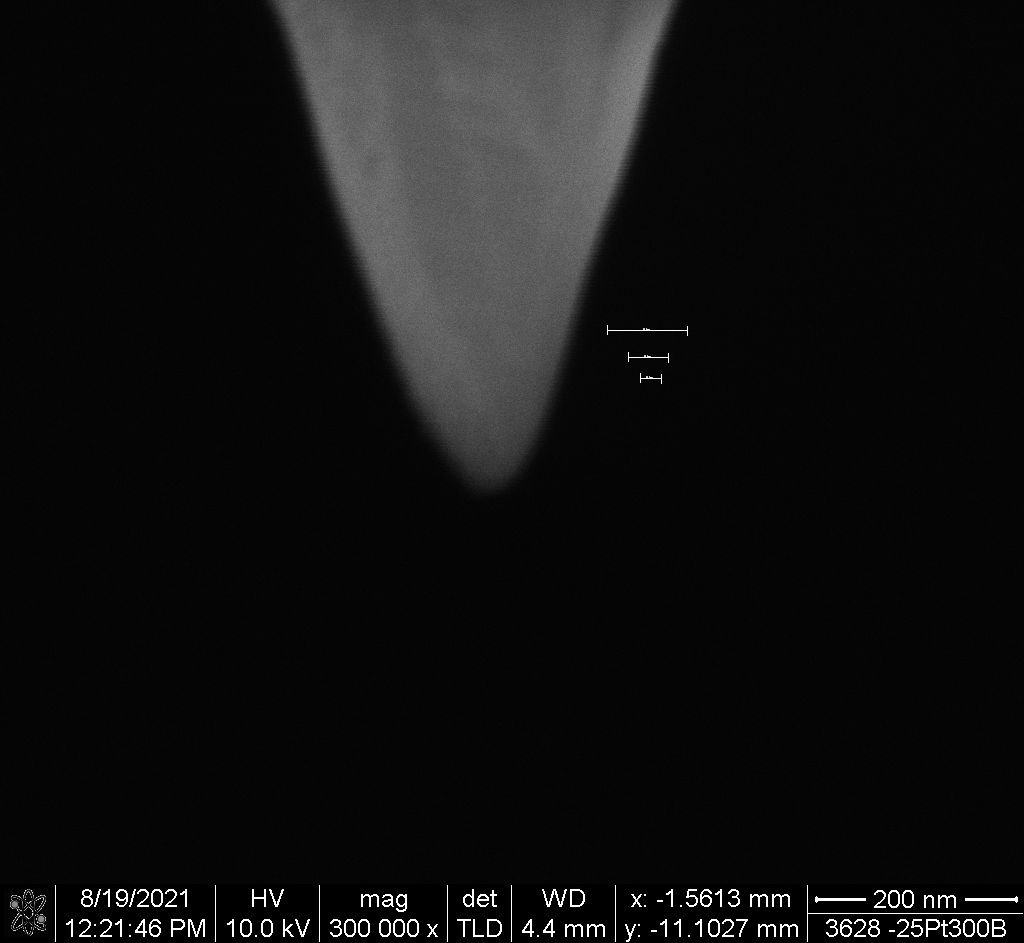 8/19/2021
12:21:46 PM
HV
10.0 kV
mag
300 000 x
det
TLD
WD
4.4 mm
x: -1.5613 mm
y: -11.1027 mm
200 nm
3628 -25Pt300B